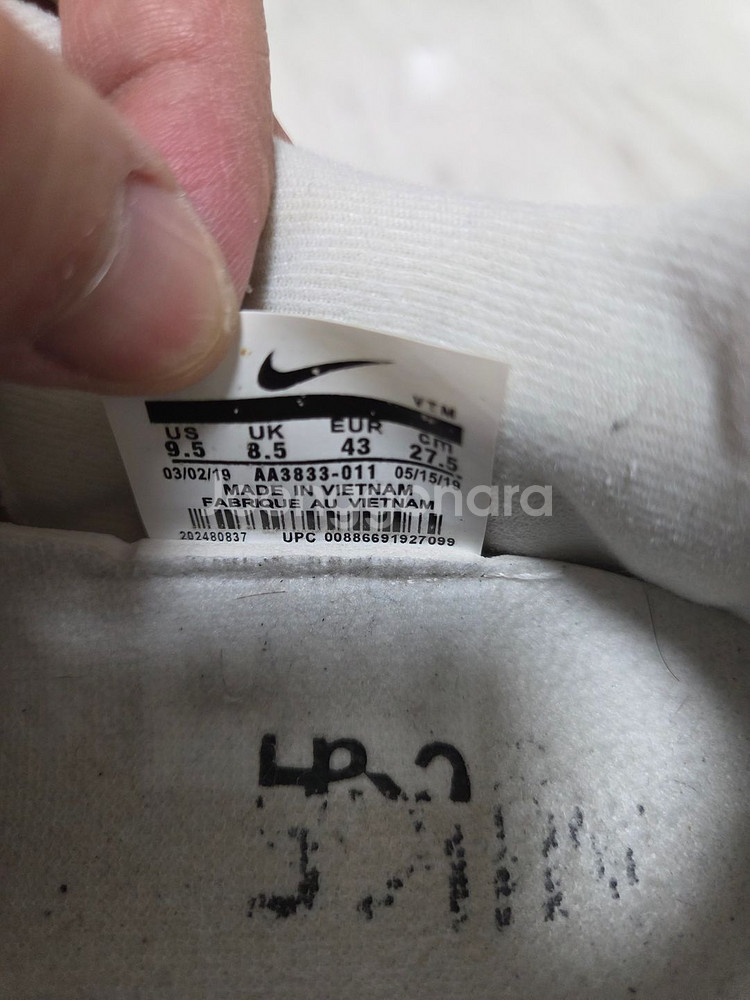 YTM
US UK EUR cm
9.5 8.5 43 27.5
03/02/19 AA3833-011 05/15/19
MADE IN VIETNAM
FABRIQUE AU VIETNAM
202480837 UPC 00886691927099